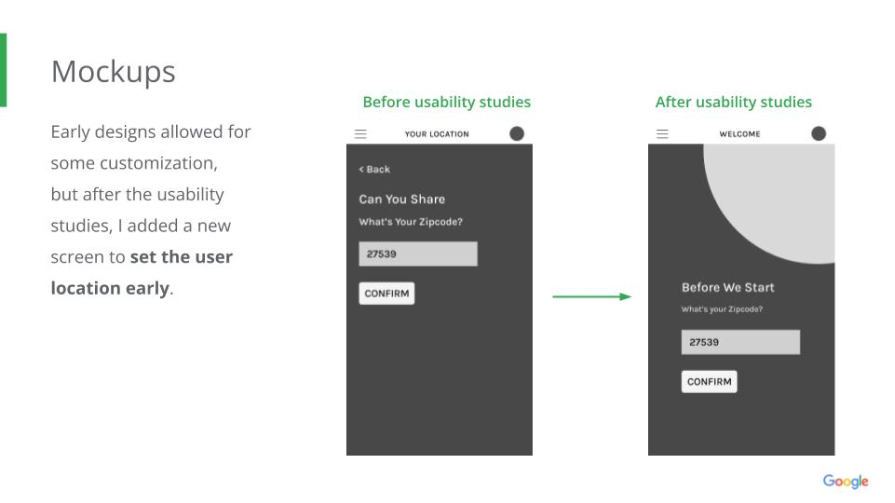 Mockups
Early designs allowed for
some customization,
but after the usability
studies, I added a new
screen to set the user
location early.
Before usability studies
YOUR LOCATION
< Back
Can You Share
What's Your Zipcode?
27539
CONFIRM
After usability studies
WELCOME
Before We Start
What's your Zipcode?
27539
CONFIRM
Google